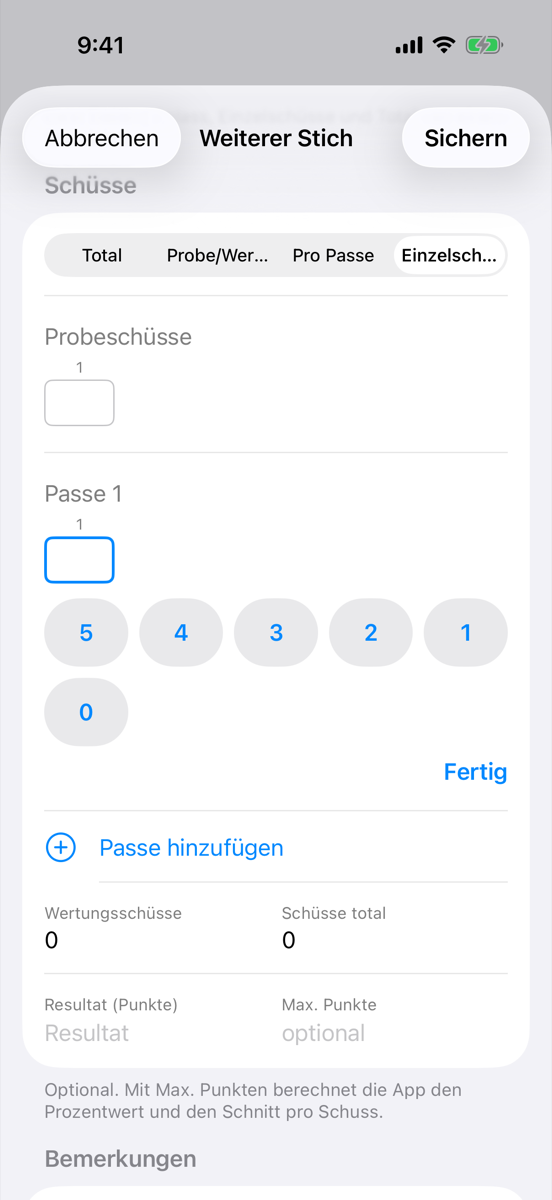 9:41
Abbrechen
Weiterer Stich
Sichern
Schüsse
Total
Probe/Wer...
Pro Passe
Einzelsch...
Probeschüsse
1
Passe 1
1
5
4
3
2
1
0
Fertig
Passe hinzufügen
Wertungsschüsse
Schüsse total
0
0
Resultat (Punkte)
Max. Punkte
Resultat
optional
Optional. Mit Max. Punkten berechnet die App den
Prozentwert und den Schnitt pro Schuss.
Bemerkungen